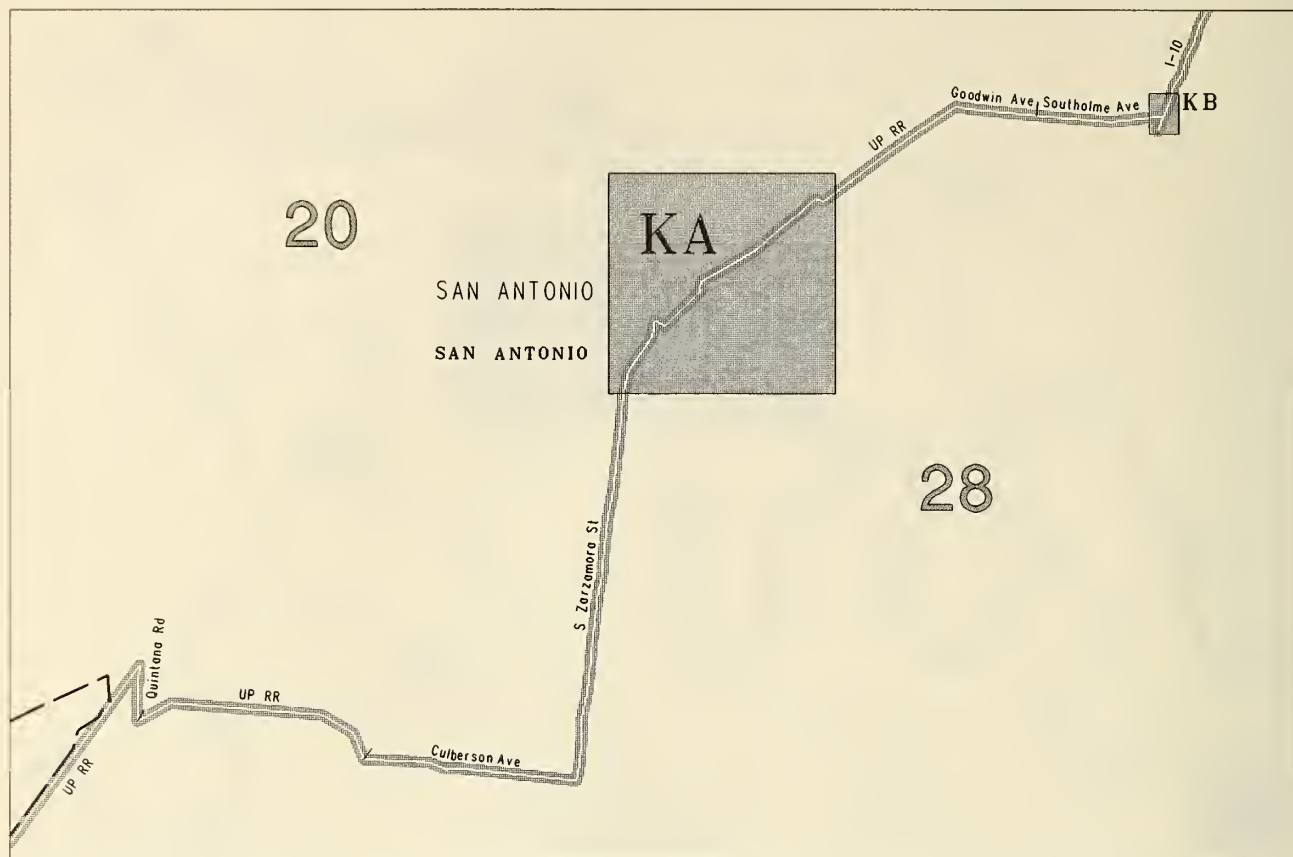 I-10
Goodwin Ave
Southolme Ave
KB
UP RR
20
KA
SAN ANTONIO
SAN ANTONIO
28
S Zarzamora St
Quintana Rd
UP RR
Culberson Ave
UP RR